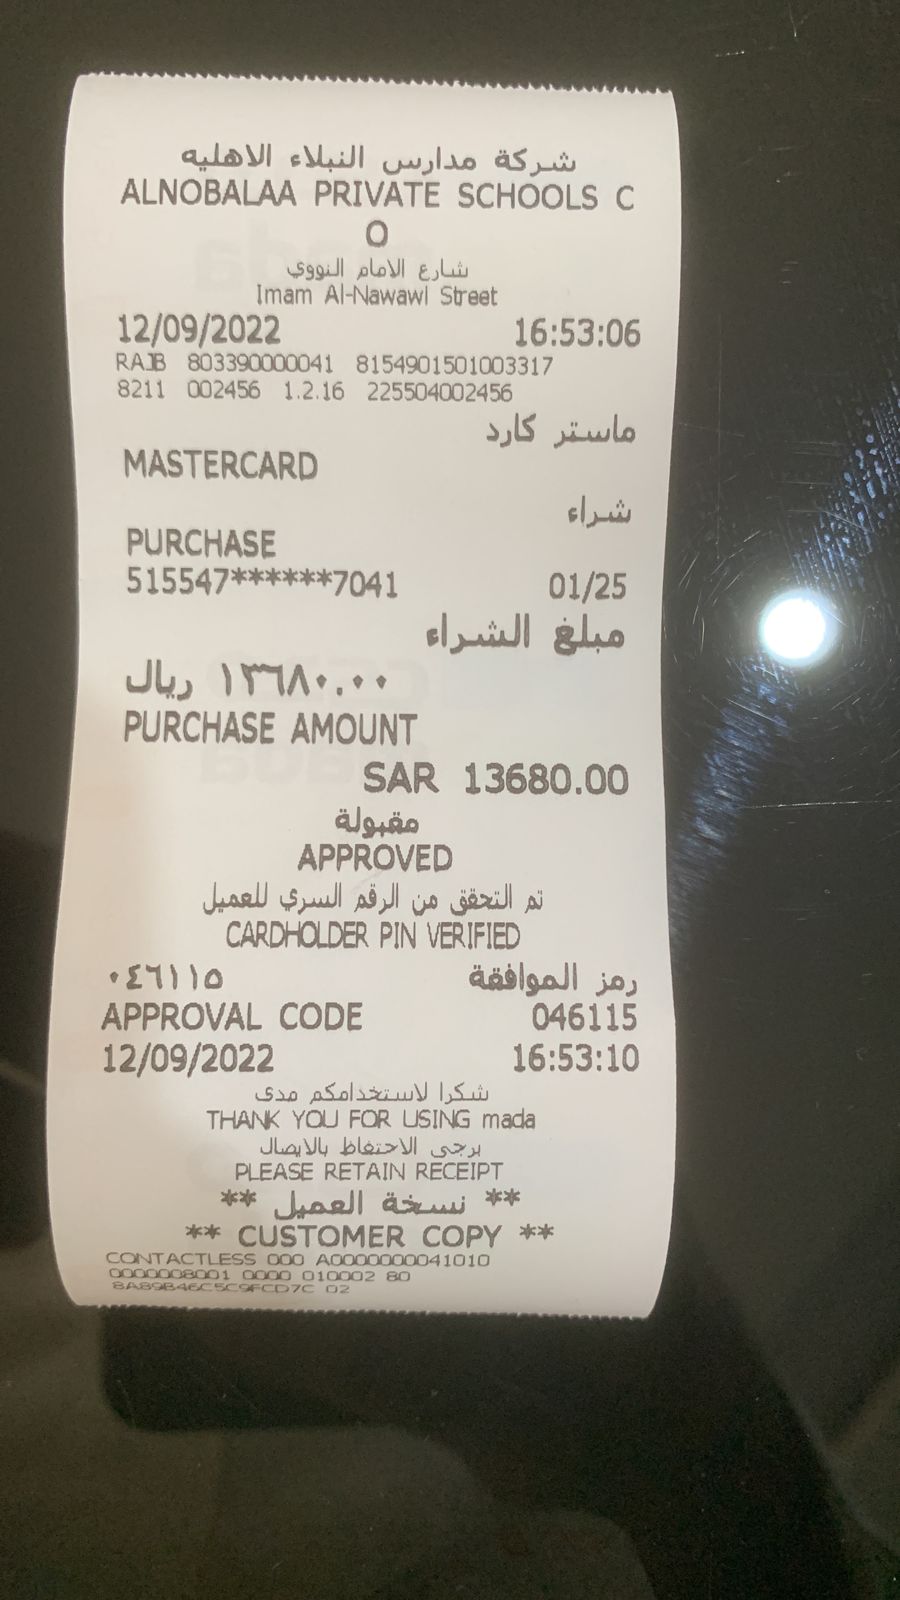 شركة مدارس النبلاء الاهليه
ALNOBALAA PRIVATE SCHOOLS C
O
شارع الامام النووي
Imam Al-Nawawi Street
12/09/2022 16:53:06
RAJB 803390000041 8154901501003317
8211 002456 1.2.16 225504002456
ماستر كارد
MASTERCARD
شراء
PURCHASE
515547******7041 01/25
مبلغ الشراء
١٣٦٨٠.٠٠ ريال
PURCHASE AMOUNT
SAR 13680.00
مقبولة
APPROVED
تم التحقق من الرقم السري للعميل
CARDHOLDER PIN VERIFIED
رمز الموافقة ٠٤٦١١٥
APPROVAL CODE 046115
12/09/2022 16:53:10
شكرا لاستخدامكم مدى
THANK YOU FOR USING mada
يرجى الاحتفاظ بالايصال
PLEASE RETAIN RECEIPT
** نسخة العميل **
** CUSTOMER COPY **
CONTACTLESS 000 A0000000041010
0000008001 0000 010002 80
8A89B46C5C9FCD7C 02